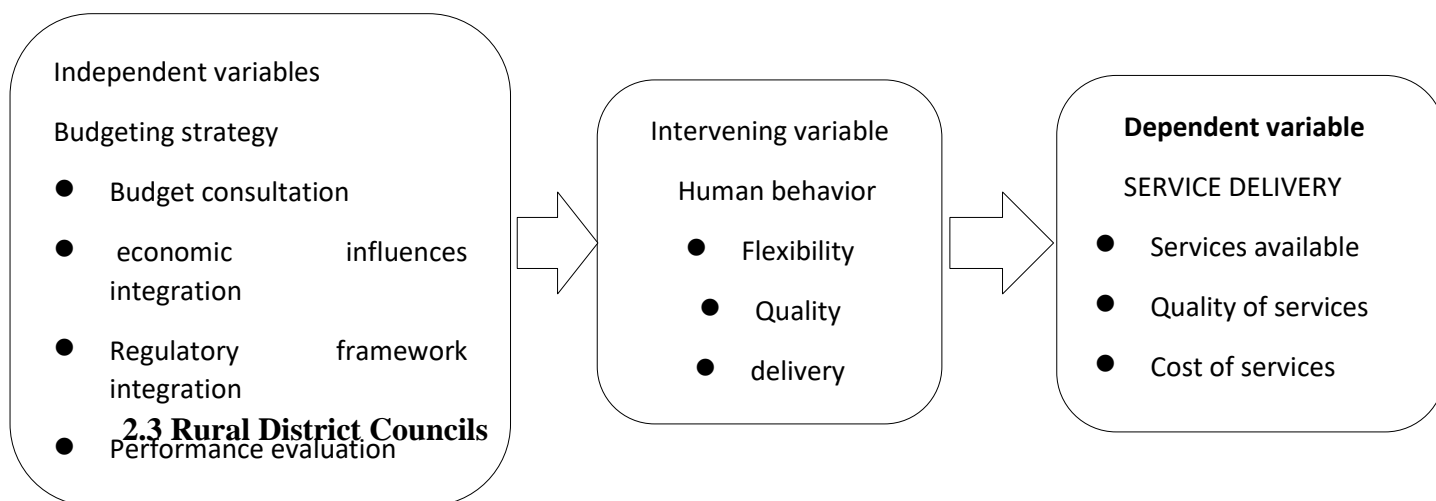 Independent variables
Budgeting strategy
● Budget consultation
● economic influences
integration
● Regulatory framework
integration
2.3 Rural District Councils
● Performance evaluation
Intervening variable
Human behavior
● Flexibility
● Quality
● delivery
Dependent variable
SERVICE DELIVERY
● Services available
● Quality of services
● Cost of services